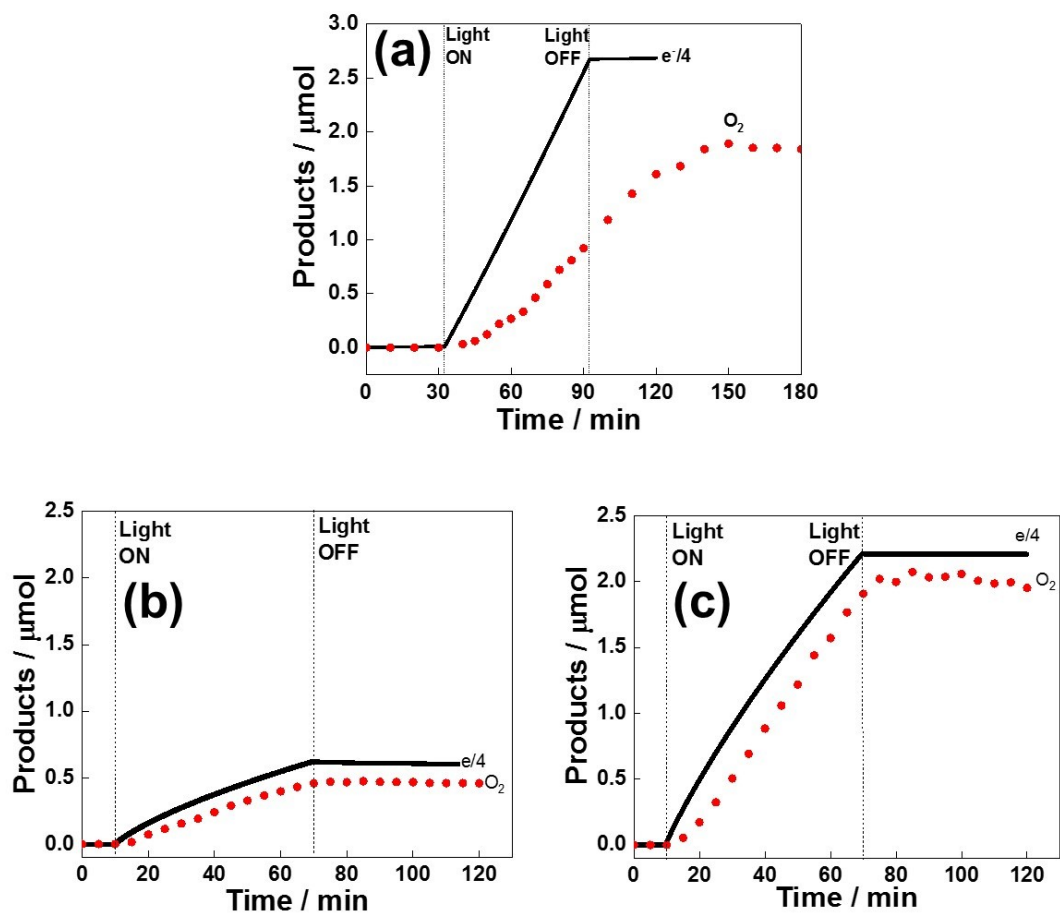 (a)
Light
ON
Light
OFF
e⁻/4
O₂
3.0
2.5
2.0
1.5
1.0
0.5
0.0
Products / μmol
0 30 60 90 120 150 180
Time / min
(b)
Light
ON
Light
OFF
e/4
O₂
2.5
2.0
1.5
1.0
0.5
0.0
Products / μmol
0 20 40 60 80 100 120
Time / min
(c)
Light
ON
Light
OFF
e/4
O₂
2.5
2.0
1.5
1.0
0.5
0.0
Products / μmol
0 20 40 60 80 100 120
Time / min